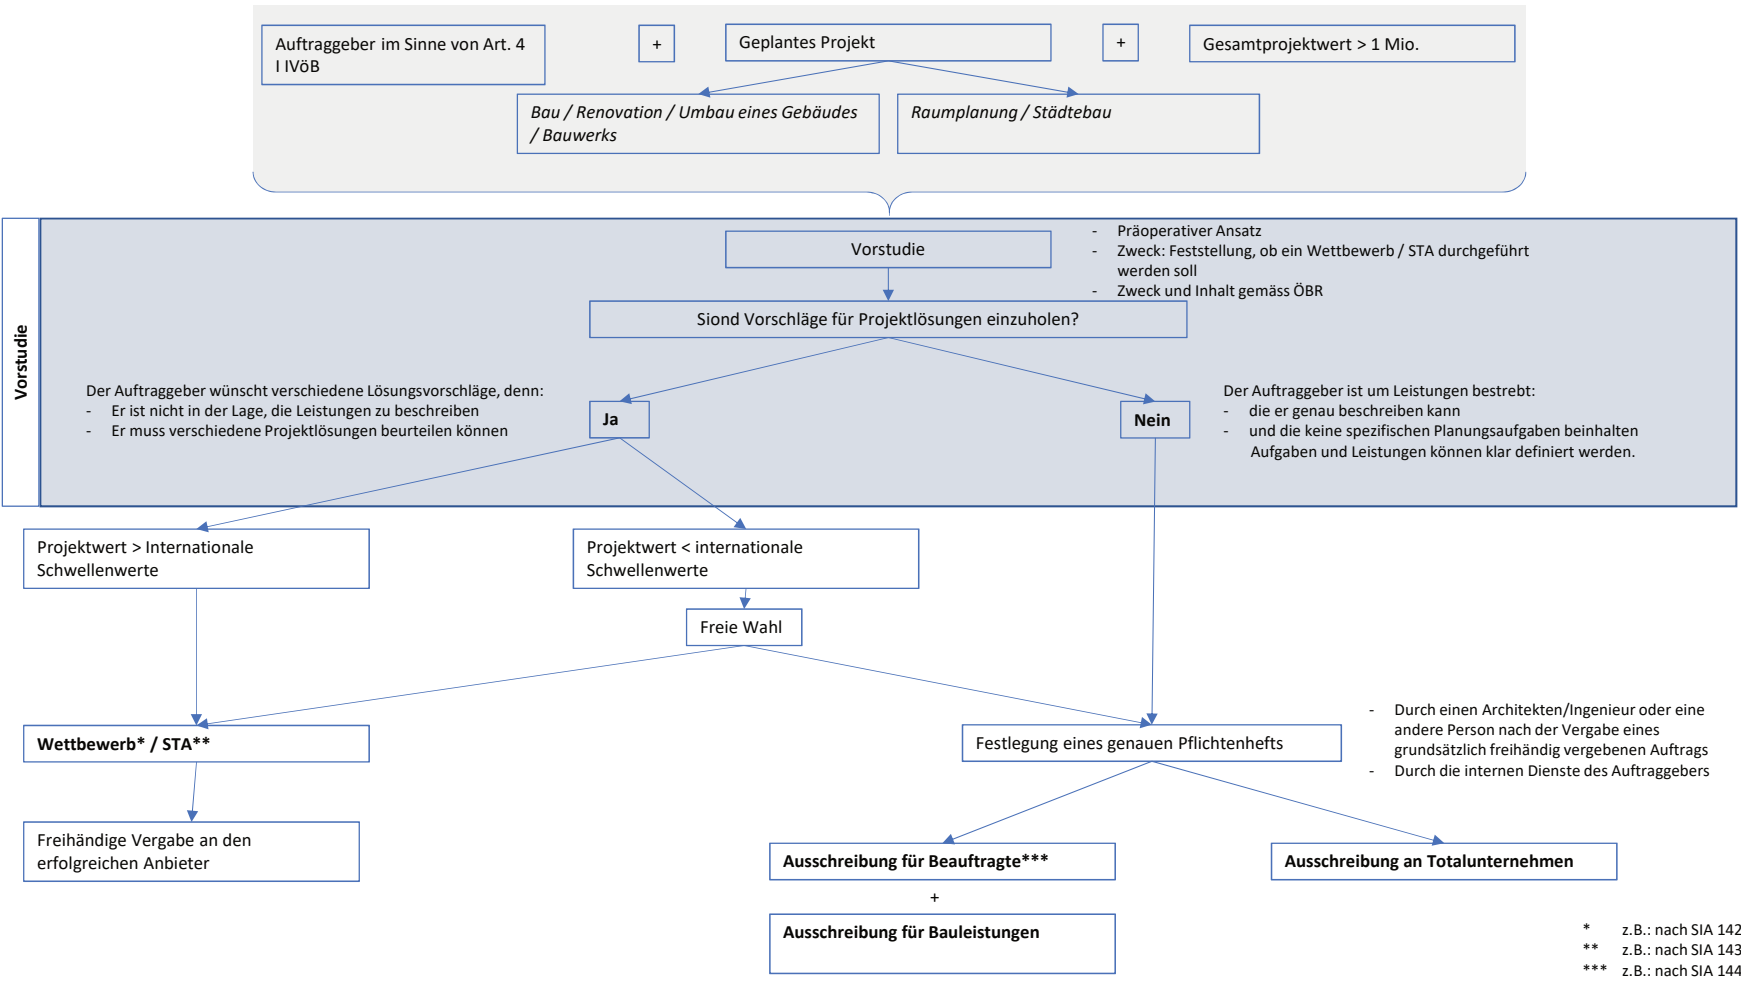 Auftraggeber im Sinne von Art. 4
I IVöB
+
Geplantes Projekt
+
Gesamtprojektwert > 1 Mio.
Bau / Renovation / Umbau eines Gebäudes
/ Bauwerks
Raumplanung / Städtebau
Vorstudie
Vorstudie
- Präoperativer Ansatz
- Zweck: Feststellung, ob ein Wettbewerb / STA durchgeführt
werden soll
- Zweck und Inhalt gemäss ÖBR
Siond Vorschläge für Projektlösungen einzuholen?
Der Auftraggeber wünscht verschiedene Lösungsvorschläge, denn:
- Er ist nicht in der Lage, die Leistungen zu beschreiben
- Er muss verschiedene Projektlösungen beurteilen können
Ja
Nein
Der Auftraggeber ist um Leistungen bestrebt:
- die er genau beschreiben kann
- und die keine spezifischen Planungsaufgaben beinhalten
Aufgaben und Leistungen können klar definiert werden.
Projektwert > Internationale
Schwellenwerte
Projektwert < internationale
Schwellenwerte
Freie Wahl
Wettbewerb* / STA**
Festlegung eines genauen Pflichtenhefts
- Durch einen Architekten/Ingenieur oder eine
andere Person nach der Vergabe eines
grundsätzlich freihändig vergebenen Auftrags
- Durch die internen Dienste des Auftraggebers
Freihändige Vergabe an den
erfolgreichen Anbieter
Ausschreibung für Beauftragte***
Ausschreibung an Totalunternehmen
+
Ausschreibung für Bauleistungen
* z.B.: nach SIA 142
** z.B.: nach SIA 143
*** z.B.: nach SIA 144